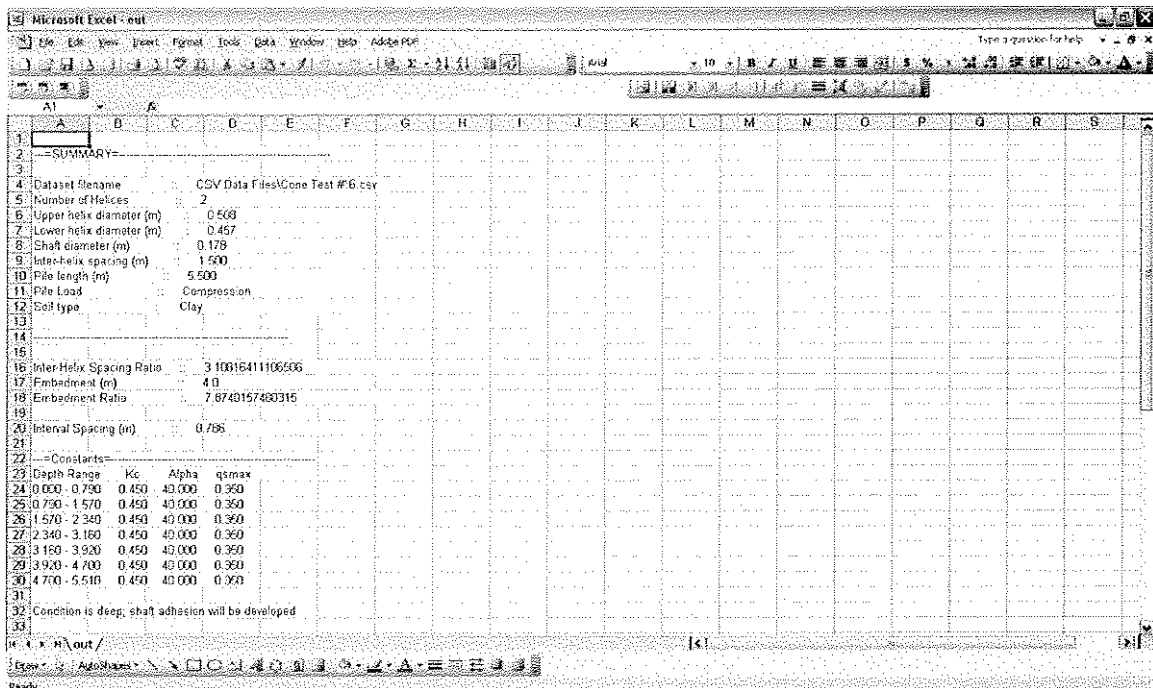 Microsoft Excel - out
File Edit View Insert Format Tools Data Window Help Adobe PDF
Type a question for help
Arial 10 B I U $ %
A1 fx
A B C D E F G H I J K L M N O P Q R S
1
2 ---=SUMMARY=---
3
4 Dataset filename :: CSV Data Files\Cone Test #16.csv
5 Number of Helices :: 2
6 Upper helix diameter (m) :: 0.508
7 Lower helix diameter (m) :: 0.457
8 Shaft diameter (m) :: 0.178
9 Inter-helix spacing (m) :: 1.500
10 Pile length (m) :: 5.500
11 Pile Load :: Compression
12 Soil type :: Clay
13
14
15
16 Inter-Helix Spacing Ratio ::
17 Embedment (m) :: 4.0
18 Embedment Ratio :: 7.8740157480315
19
20 Interval Spacing (m) :: 0.786
21
22 ---=Constants=---
23 Depth Range Kc Alpha qsmax
24 0.000 - 0.790 0.450 40.000 0.350
25 0.790 - 1.570 0.450 40.000 0.350
26 1.570 - 2.340 0.450 40.000 0.350
27 2.340 - 3.160 0.450 40.000 0.350
28 3.160 - 3.920 0.450 40.000 0.350
29 3.920 - 4.700 0.450 40.000 0.350
30 4.700 - 5.510 0.450 40.000 0.350
31
32 Condition is deep; shaft adhesion will be developed
33
out
Draw AutoShapes
Ready